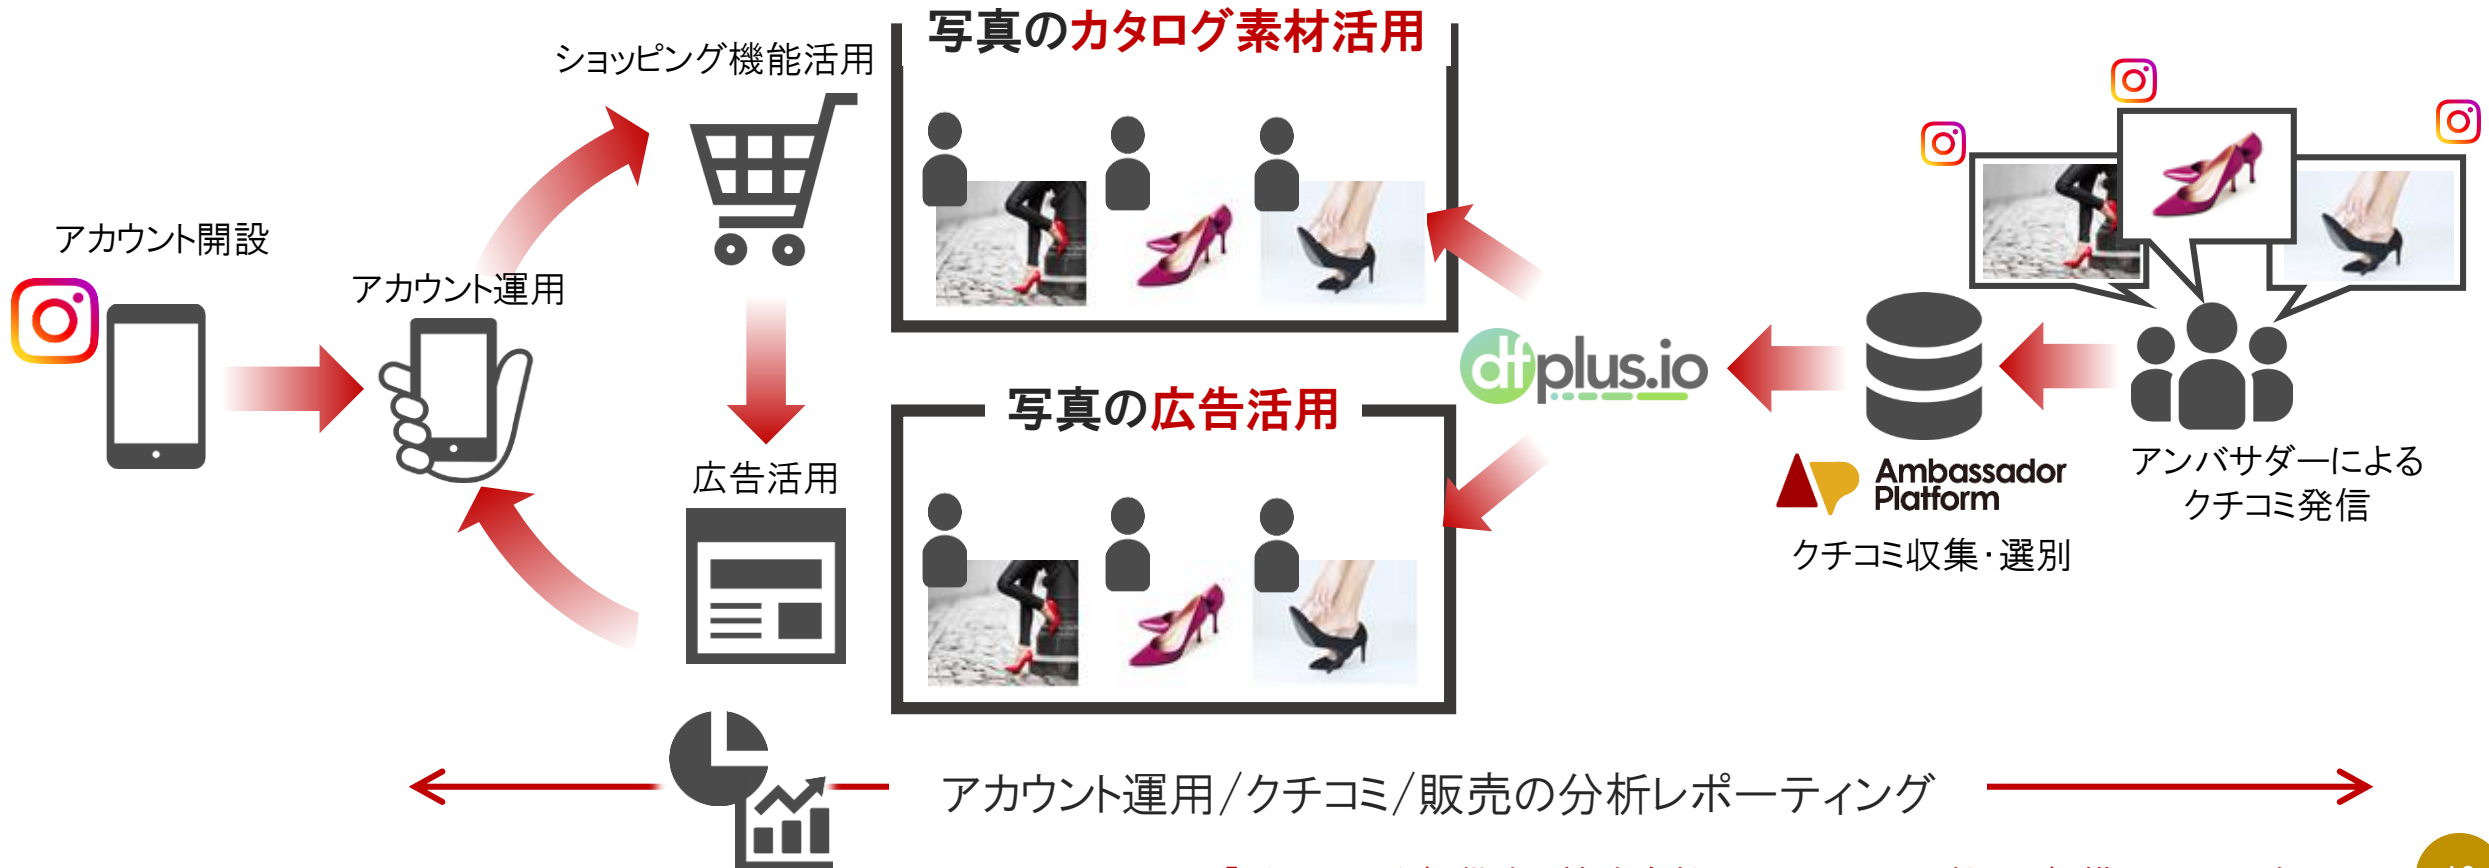 写真のカタログ素材活用
ショッピング機能活用
アカウント開設
アカウント運用
dfplus.io
写真の広告活用
広告活用
Ambassador
Platform
クチコミ収集・選別
アンバサダーによる
クチコミ発信
アカウント運用/クチコミ/販売の分析レポーティング